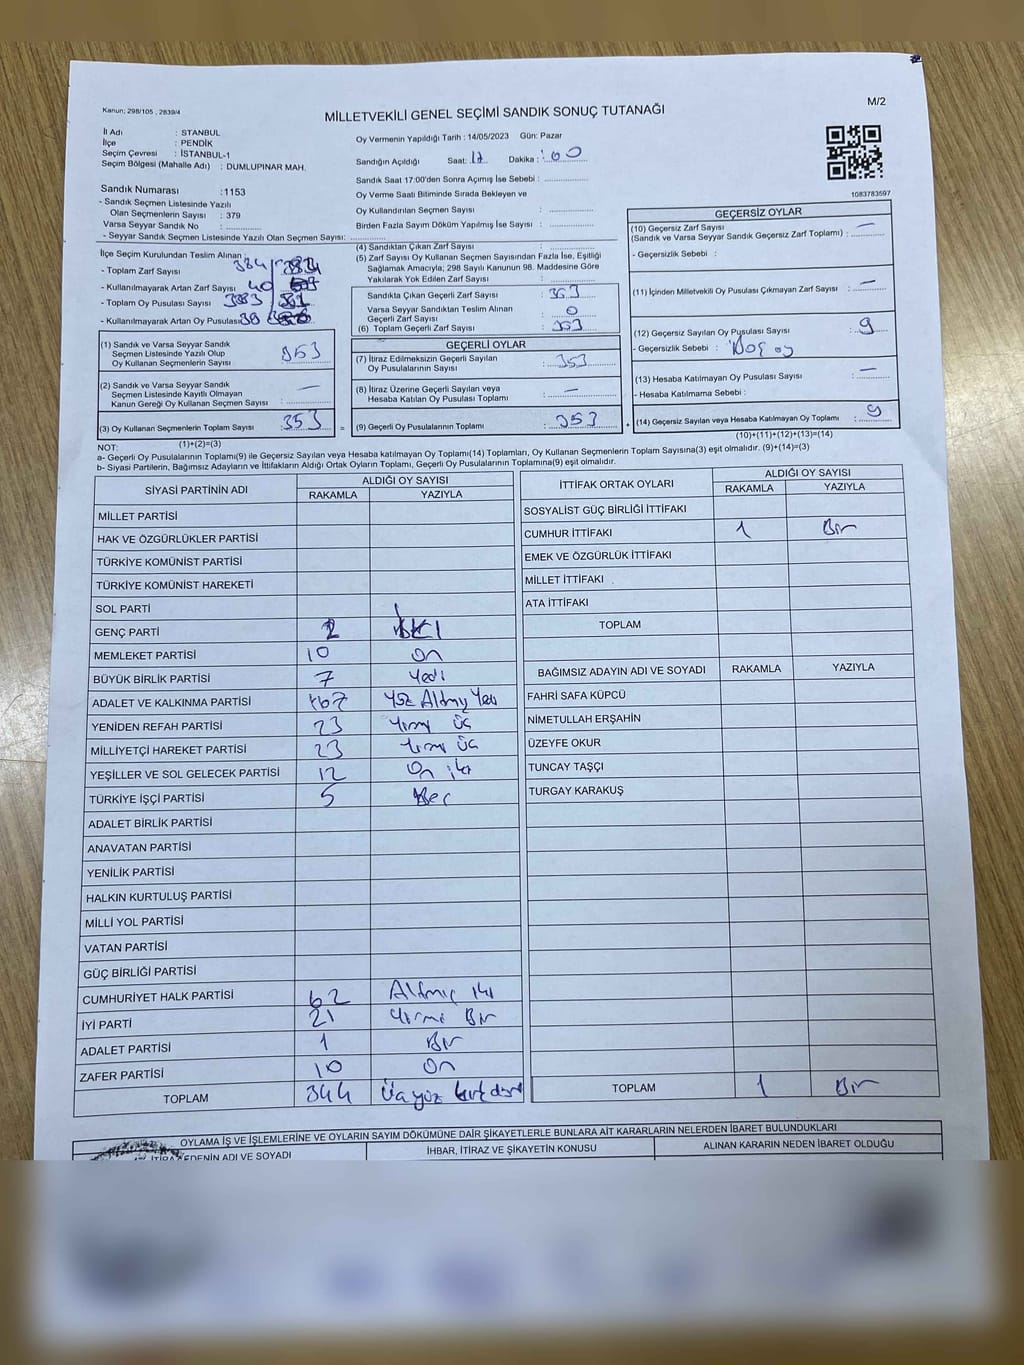 Kanun: 298/105 , 2839/4
MİLLETVEKİLİ GENEL SEÇİMİ SANDIK SONUÇ TUTANAĞI
M/2
İl Adı : STANBUL
İlçe : PENDİK
Seçim Çevresi : İSTANBUL-1
Seçim Bölgesi (Mahalle Adı) : DUMLUPINAR MAH.
Sandık Numarası :1153
- Sandık Seçmen Listesinde Yazılı
Olan Seçmenlerin Sayısı : 379
Varsa Seyyar Sandık No :
- Seyyar Sandık Seçmen Listesinde Yazılı Olan Seçmen Sayısı:
Oy Vermenin Yapıldığı Tarih : 14/05/2023 Gün: Pazar
Sandığın Açıldığı Saat: 17 Dakika : 00
Sandık Saat 17:00'den Sonra Açılmış İse Sebebi :
Oy Verme Saati Bitiminde Sırada Bekleyen ve
Oy Kullandırılan Seçmen Sayısı :
Birden Fazla Sayım Döküm Yapılmış İse Sayısı :
1083783597
İlçe Seçim Kurulundan Teslim Alınan
- Toplam Zarf Sayısı 384
- Kullanılmayarak Artan Zarf Sayısı 40
- Toplam Oy Pusulası Sayısı 383
- Kullanılmayarak Artan Oy Pusulası 30
(1) Sandık ve Varsa Seyyar Sandık
Seçmen Listesinde Yazılı Olup
Oy Kullanan Seçmenlerin Sayısı : 353
(2) Sandık ve Varsa Seyyar Sandık
Seçmen Listesinde Kayıtlı Olmayan
Kanun Gereği Oy Kullanan Seçmen Sayısı : —
(3) Oy Kullanan Seçmenlerin Toplam Sayısı : 353
(1)+(2)=(3)
(4) Sandıktan Çıkan Zarf Sayısı :
(5) Zarf Sayısı Oy Kullanan Seçmen Sayısından Fazla İse, Eşitliği
Sağlamak Amacıyla; 298 Sayılı Kanunun 98. Maddesine Göre
Yakılarak Yok Edilen Zarf Sayısı :
Sandıkta Çıkan Geçerli Zarf Sayısı : 353
Varsa Seyyar Sandıktan Teslim Alınan
Geçerli Zarf Sayısı : 0
(6) Toplam Geçerli Zarf Sayısı : 353
GEÇERLİ OYLAR
(7) İtiraz Edilmeksizin Geçerli Sayılan
Oy Pusulalarının Sayısı : 353
(8) İtiraz Üzerine Geçerli Sayılan veya
Hesaba Katılan Oy Pusulası Toplamı : —
= (9) Geçerli Oy Pusulalarının Toplamı : 353
GEÇERSİZ OYLAR
(10) Geçersiz Zarf Sayısı
(Sandık ve Varsa Seyyar Sandık Geçersiz Zarf Toplamı) : —
- Geçersizlik Sebebi :
(11) İçinden Milletvekili Oy Pusulası Çıkmayan Zarf Sayısı : —
(12) Geçersiz Sayılan Oy Pusulası Sayısı : 9
- Geçersizlik Sebebi : Boş oy
(13) Hesaba Katılmayan Oy Pusulası Sayısı : —
- Hesaba Katılmama Sebebi :
+ (14) Geçersiz Sayılan veya Hesaba Katılmayan Oy Toplamı : 9
(10)+(11)+(12)+(13)=(14)
NOT:
a- Geçerli Oy Pusulalarının Toplamı(9) ile Geçersiz Sayılan veya Hesaba Katılmayan Oy Toplamı(14) Toplamları, Oy Kullanan Seçmenlerin Toplam Sayısına(3) eşit olmalıdır. (9)+(14)=(3)
b- Siyasi Partilerin, Bağımsız Adayların ve İttifakların Aldığı Ortak Oyların Toplamı, Geçerli Oy Pusulalarının Toplamına(9) eşit olmalıdır.
SİYASİ PARTİNİN ADI ALDIĞI OY SAYISI
RAKAMLA YAZIYLA
MİLLET PARTİSİ
HAK VE ÖZGÜRLÜKLER PARTİSİ
TÜRKİYE KOMÜNİST PARTİSİ
TÜRKİYE KOMÜNİST HAREKETİ
SOL PARTİ
GENÇ PARTİ 2 İKİ
MEMLEKET PARTİSİ 10 On
BÜYÜK BİRLİK PARTİSİ 7 Yedi
ADALET VE KALKINMA PARTİSİ 167 Yüz Altmış Yedi
YENİDEN REFAH PARTİSİ 23 Yirmi Üç
MİLLİYETÇİ HAREKET PARTİSİ 23 Yirmi Üç
YEŞİLLER VE SOL GELECEK PARTİSİ 12 On iki
TÜRKİYE İŞÇİ PARTİSİ 5 Beş
ADALET BİRLİK PARTİSİ
ANAVATAN PARTİSİ
YENİLİK PARTİSİ
HALKIN KURTULUŞ PARTİSİ
MİLLİ YOL PARTİSİ
VATAN PARTİSİ
GÜÇ BİRLİĞİ PARTİSİ
CUMHURİYET HALK PARTİSİ 62 Altmış iki
İYİ PARTİ 21 Yirmi Bir
ADALET PARTİSİ 1 Bir
ZAFER PARTİSİ 10 On
TOPLAM 344 Üçyüz kırk dört
İTTİFAK ORTAK OYLARI ALDIĞI OY SAYISI
RAKAMLA YAZIYLA
SOSYALİST GÜÇ BİRLİĞİ İTTİFAKI
CUMHUR İTTİFAKI 1 Bir
EMEK VE ÖZGÜRLÜK İTTİFAKI
MİLLET İTTİFAKI
ATA İTTİFAKI
TOPLAM
BAĞIMSIZ ADAYIN ADI VE SOYADI RAKAMLA YAZIYLA
FAHRİ SAFA KÜPCÜ
NİMETULLAH ERŞAHİN
ÜZEYFE OKUR
TUNCAY TAŞÇI
TURGAY KARAKUŞ
TOPLAM 1 Bir
OYLAMA İŞ VE İŞLEMLERİNE VE OYLARIN SAYIM DÖKÜMÜNE DAİR ŞİKAYETLERLE BUNLARA AİT KARARLARIN NELERDEN İBARET BULUNDUKLARI
İTİRAZ EDENİN ADI VE SOYADI İHBAR, İTİRAZ VE ŞİKAYETİN KONUSU ALINAN KARARIN NEDEN İBARET OLDUĞU